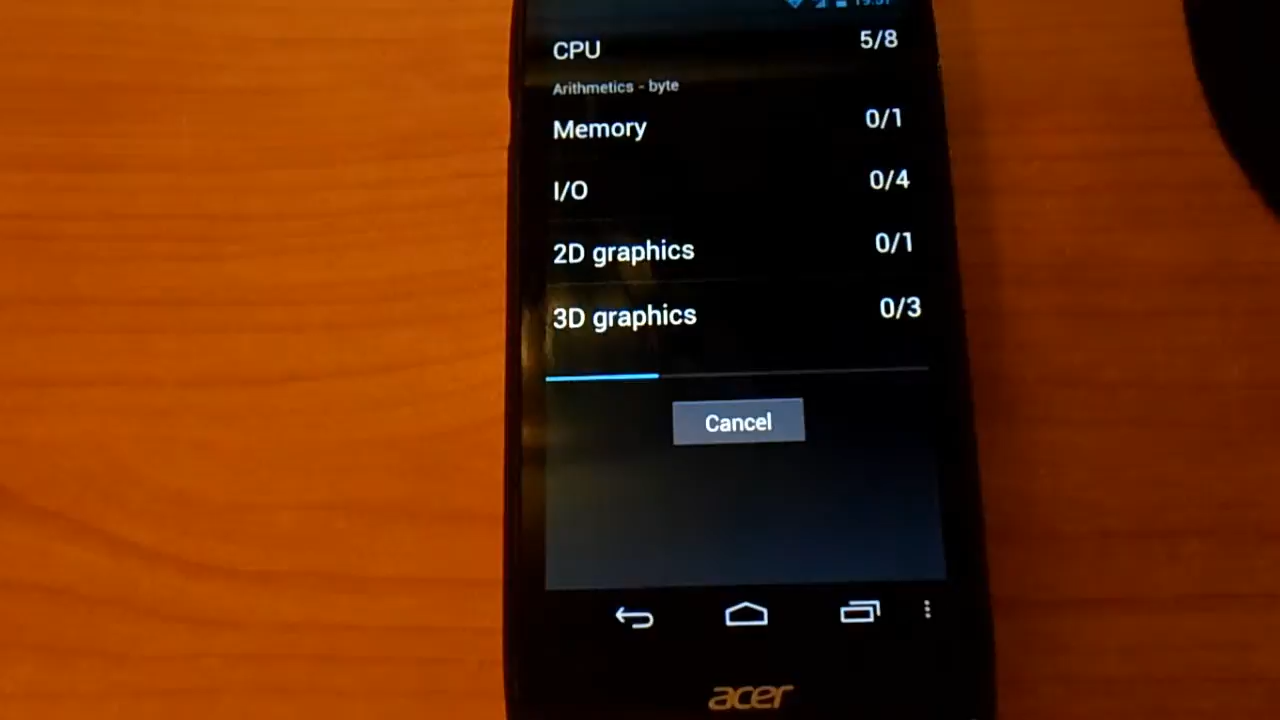 CPU 5/8
Arithmetics - byte
Memory 0/1
I/O 0/4
2D graphics 0/1
3D graphics 0/3
Cancel
acer